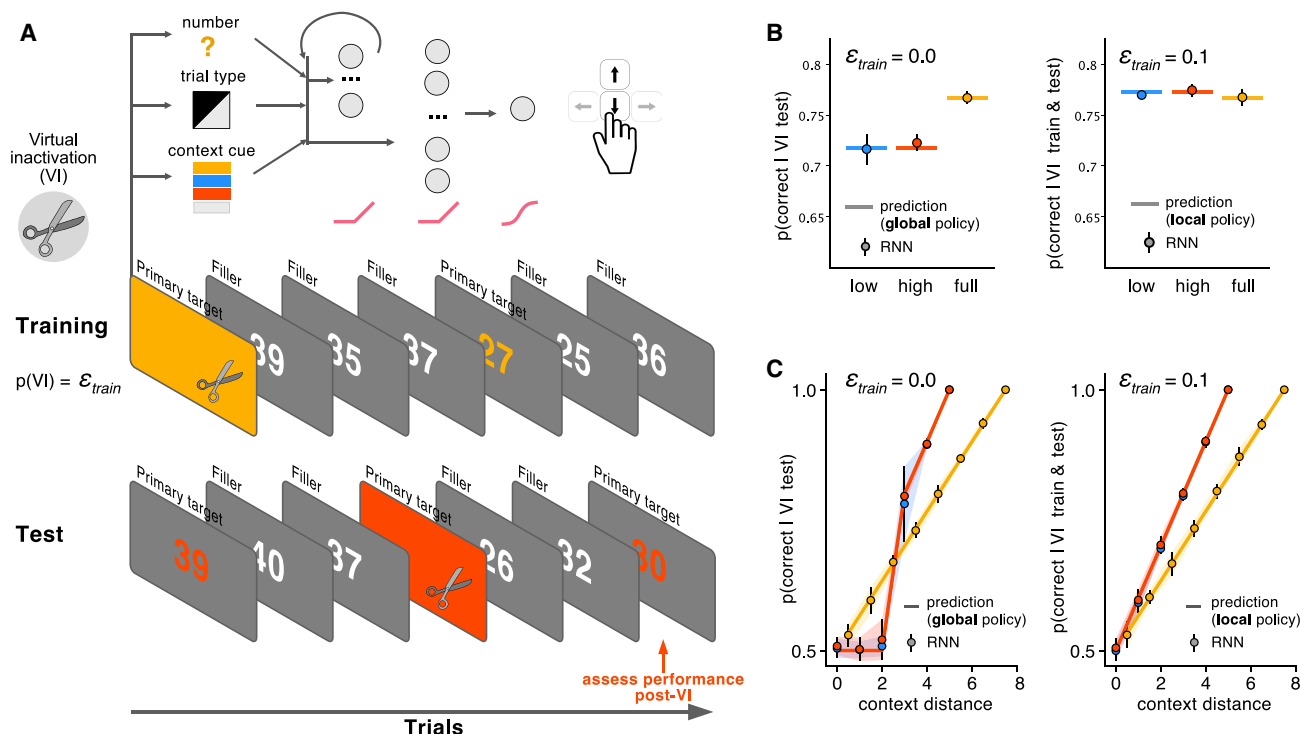 A
number
?
trial type
context cue
Virtual
inactivation
(VI)
...
...
Training
p(VI) = εtrain
Primary target
Filler
Filler
Filler
Primary target
Filler
Filler
39
35
37
27
25
36
Test
Primary target
Filler
Filler
Primary target
Filler
Filler
Primary target
39
40
37
26
32
30
assess performance
post-VI
Trials
B
εtrain = 0.0
p(correct | VI test)
0.8
0.75
0.7
0.65
prediction
(global policy)
RNN
low high full
εtrain = 0.1
p(correct | VI train & test)
0.8
0.75
0.7
0.65
prediction
(local policy)
RNN
low high full
C
εtrain = 0.0
p(correct | VI test)
1.0
0.5
prediction
(global policy)
RNN
0 2 4 6 8
context distance
εtrain = 0.1
p(correct | VI train & test)
1.0
0.5
prediction
(local policy)
RNN
0 2 4 6 8
context distance